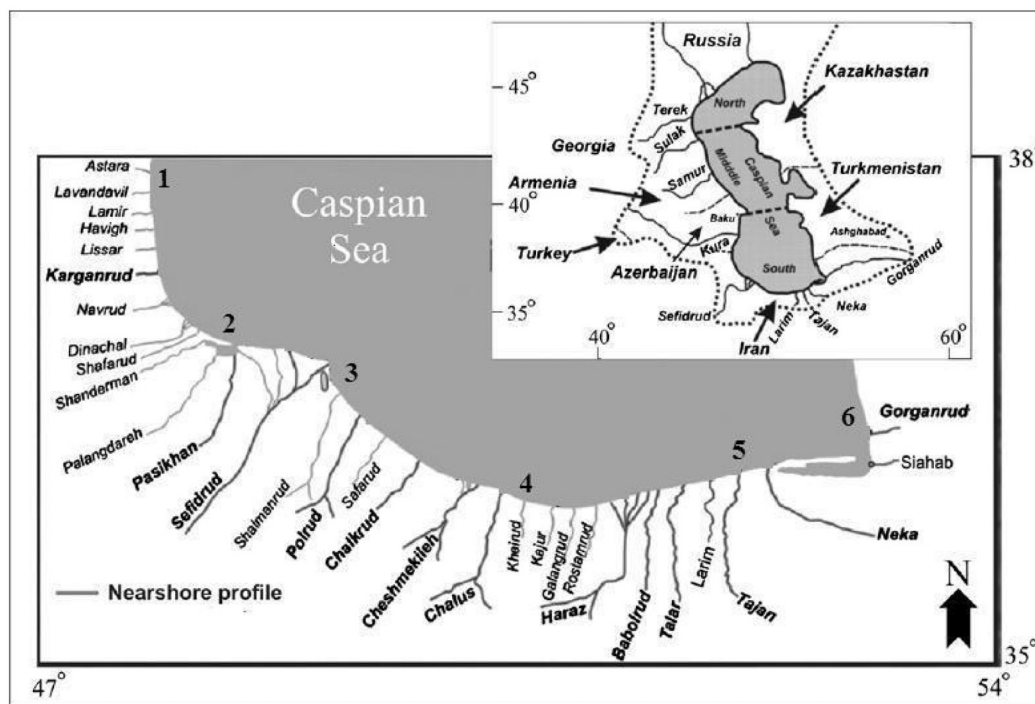 Russia
Kazakhastan
45°
Terek
North
Georgia
Sulak
Turkmenistan
Armenia
Samur
Midddle
Caspian
Sea
40°
Baku
Ashghabad
Turkey
Kura
Azerbaijan
South
Gorganrud
35°
Sefidrud
Larim
Tajan
Neka
Iran
40°
60°
38°
Astara
1
Lavandavil
Lamir
Havigh
Lissar
Karganrud
Navrud
Dinachal
Shafarud
Shanderman
Palangdareh
Pasikhan
Sefidrud
Caspian
Sea
2
3
4
5
6
Shalmanrud
Polrud
Safarud
Chalkrud
Cheshmekileh
Chalus
Kheirud
Kajur
Galangrud
Rostamrud
Haraz
Babolrud
Talar
Larim
Tajan
Neka
Gorganrud
Siahab
Nearshore profile
N
35°
47°
54°